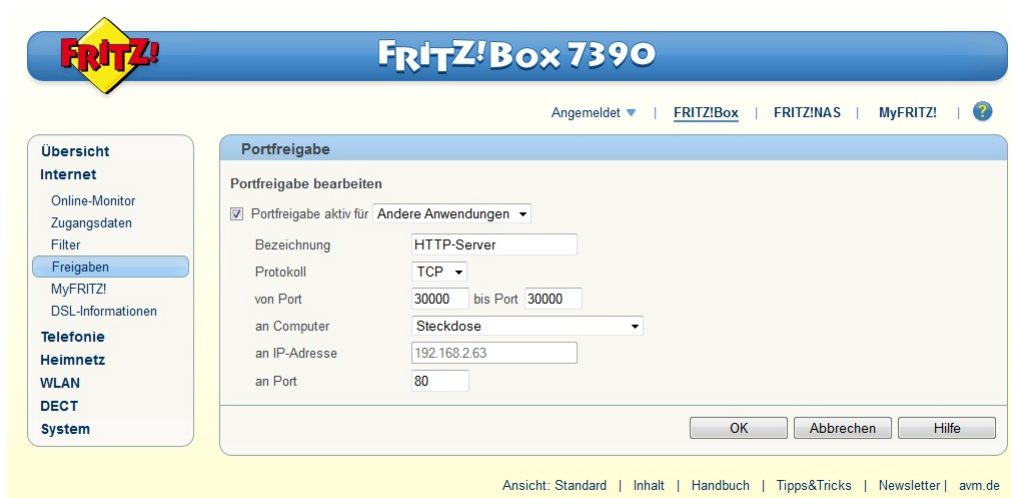 FRITZ!
FRITZ!Box 7390
Angemeldet | FRITZ!Box | FRITZ!NAS | MyFRITZ! | ?
Übersicht
Internet
Online-Monitor
Zugangsdaten
Filter
Freigaben
MyFRITZ!
DSL-Informationen
Telefonie
Heimnetz
WLAN
DECT
System
Portfreigabe
Portfreigabe bearbeiten
Portfreigabe aktiv für Andere Anwendungen
Bezeichnung HTTP-Server
Protokoll TCP
von Port 30000 bis Port 30000
an Computer Steckdose
an IP-Adresse 192.168.2.63
an Port 80
OK Abbrechen Hilfe
Ansicht: Standard | Inhalt | Handbuch | Tipps&Tricks | Newsletter | avm.de